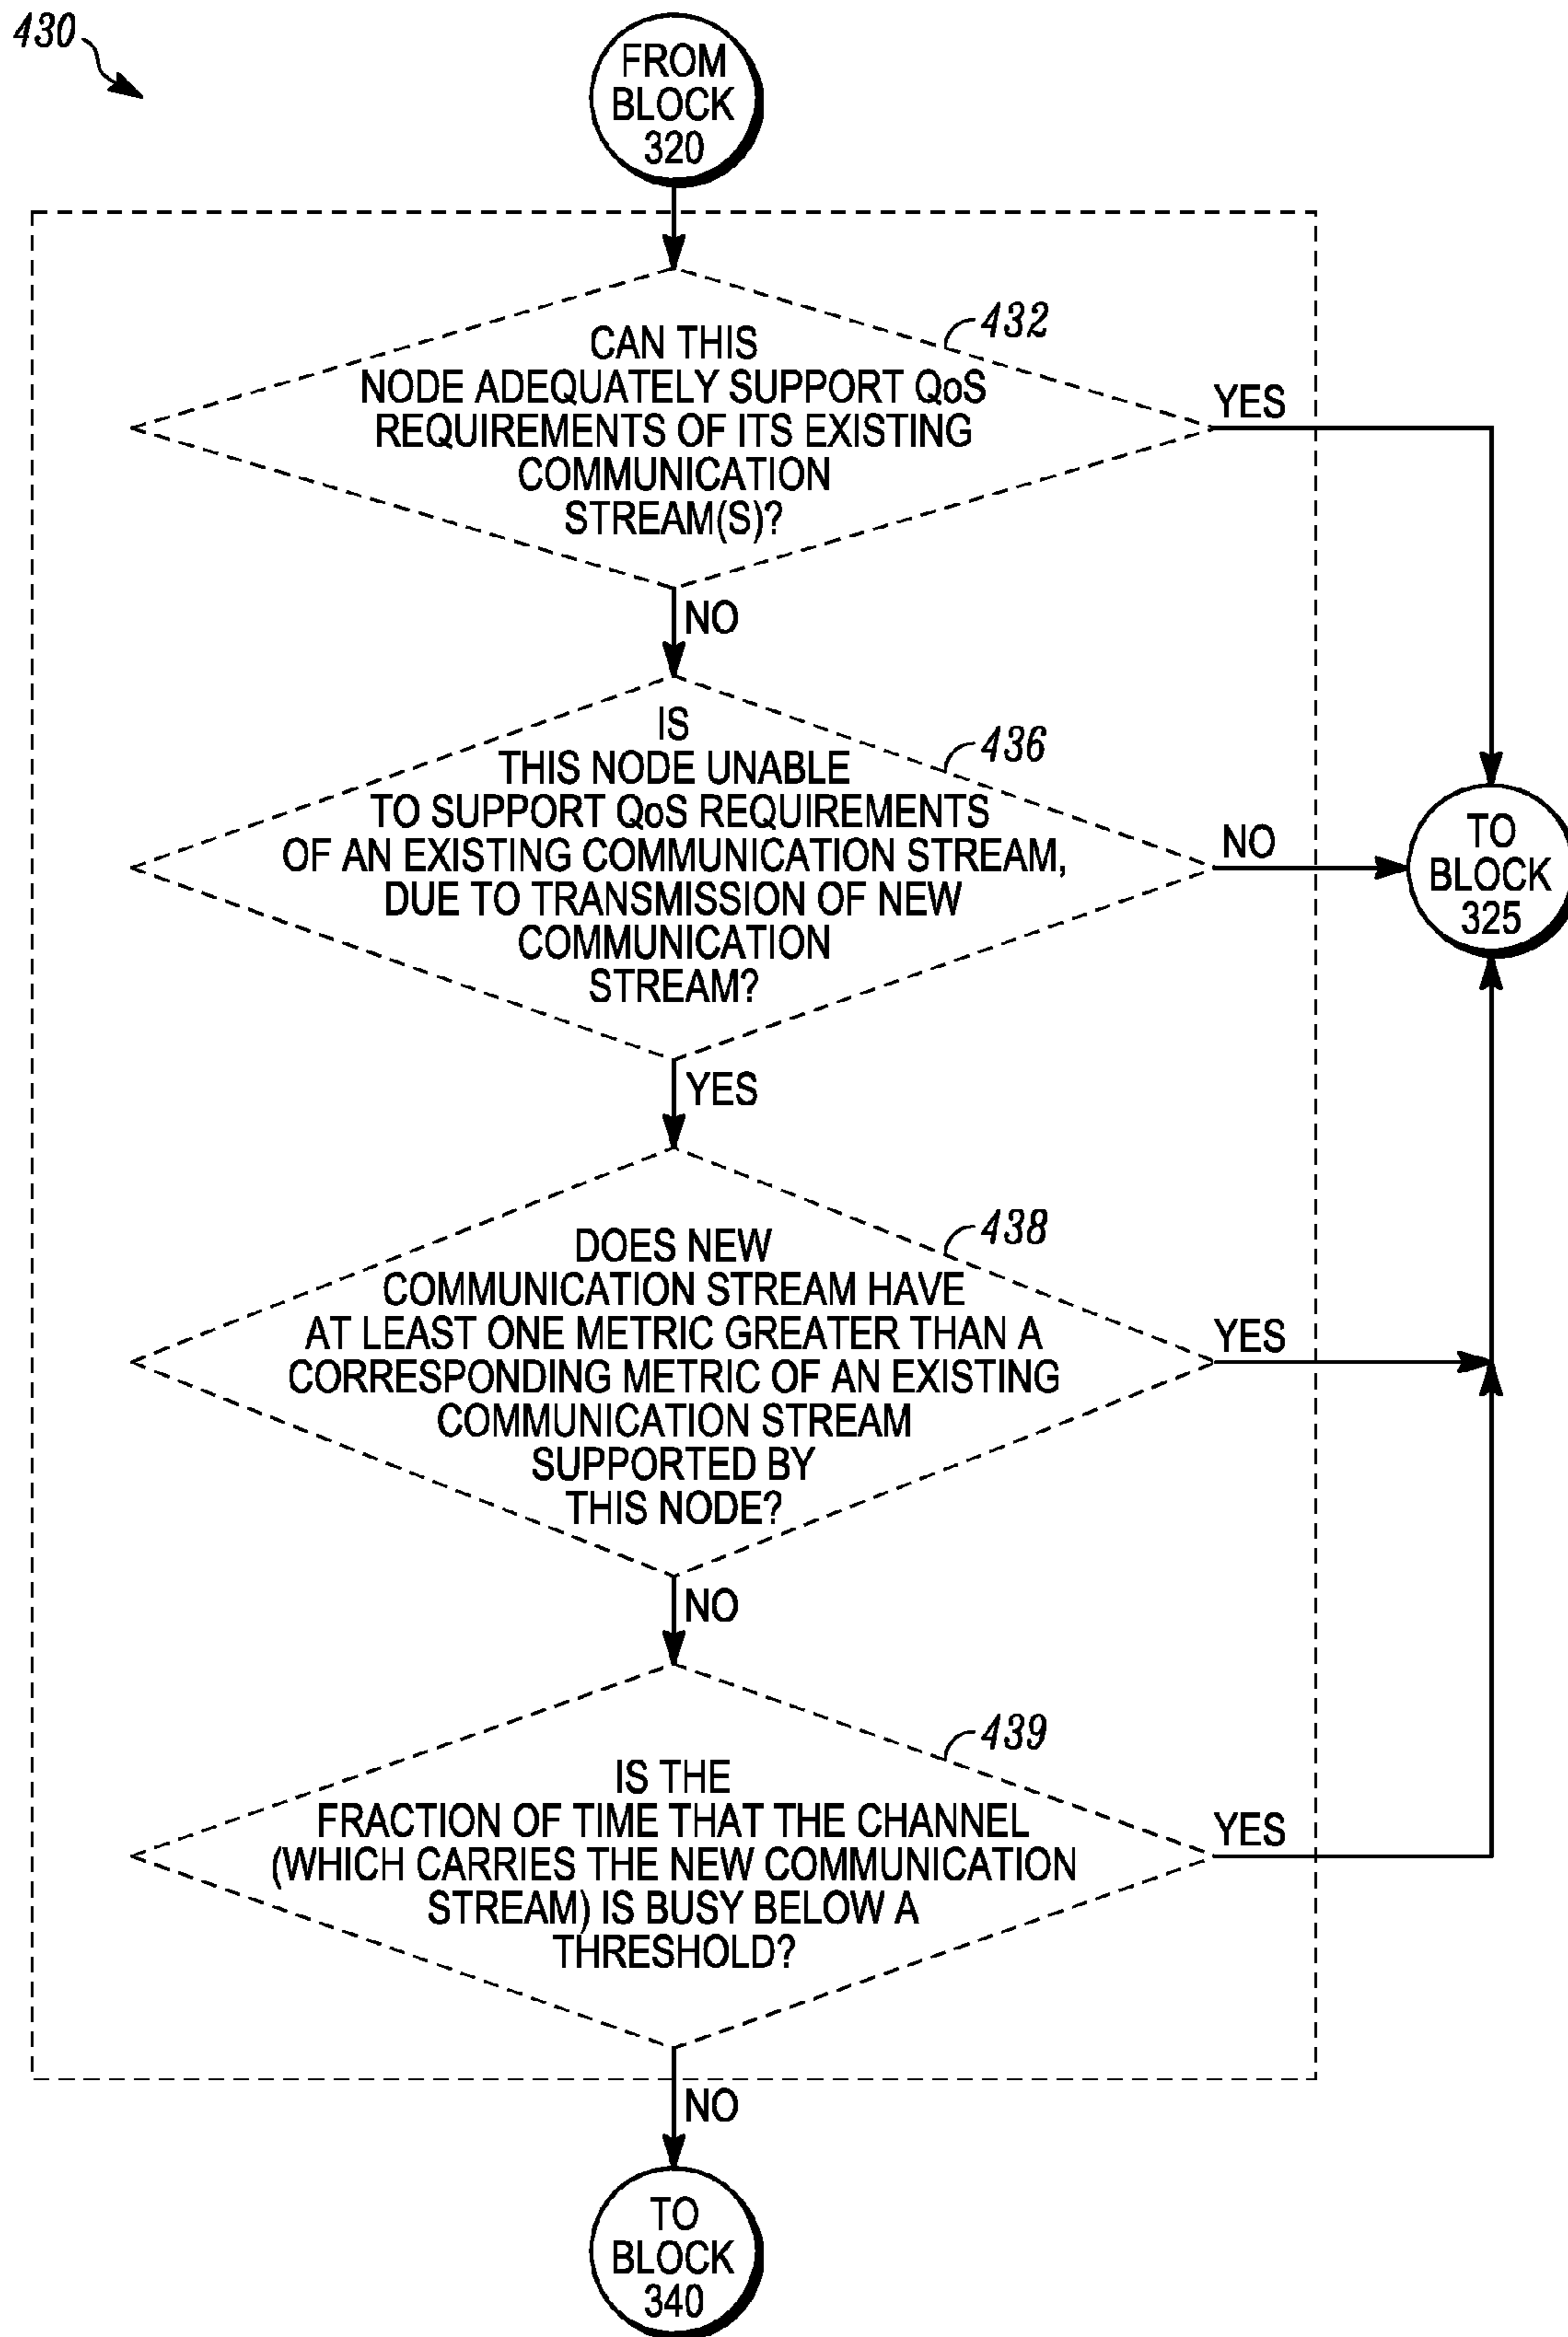 430
FROM
BLOCK
320
432
CAN THIS
NODE ADEQUATELY SUPPORT QoS
REQUIREMENTS OF ITS EXISTING
COMMUNICATION
STREAM(S)?
YES
NO
436
IS
THIS NODE UNABLE
TO SUPPORT QoS REQUIREMENTS
OF AN EXISTING COMMUNICATION STREAM,
DUE TO TRANSMISSION OF NEW
COMMUNICATION
STREAM?
NO
TO
BLOCK
325
YES
438
DOES NEW
COMMUNICATION STREAM HAVE
AT LEAST ONE METRIC GREATER THAN A
CORRESPONDING METRIC OF AN EXISTING
COMMUNICATION STREAM
SUPPORTED BY
THIS NODE?
YES
NO
439
IS THE
FRACTION OF TIME THAT THE CHANNEL
(WHICH CARRIES THE NEW COMMUNICATION
STREAM) IS BUSY BELOW A
THRESHOLD?
YES
NO
TO
BLOCK
340